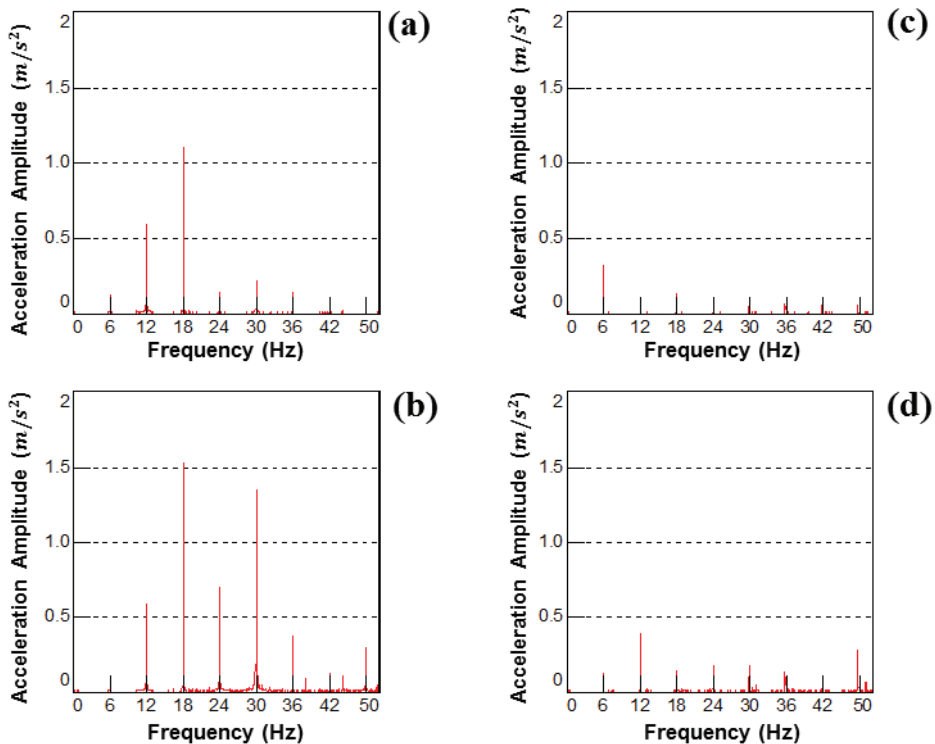 (a)
Acceleration Amplitude (m/s²)
2
1.5
1.0
0.5
0
0 6 12 18 24 30 36 42 50
Frequency (Hz)
(c)
Acceleration Amplitude (m/s²)
2
1.5
1.0
0.5
0
0 6 12 18 24 30 36 42 50
Frequency (Hz)
(b)
Acceleration Amplitude (m/s²)
2
1.5
1.0
0.5
0
0 6 12 18 24 30 36 42 50
Frequency (Hz)
(d)
Acceleration Amplitude (m/s²)
2
1.5
1.0
0.5
0
0 6 12 18 24 30 36 42 50
Frequency (Hz)